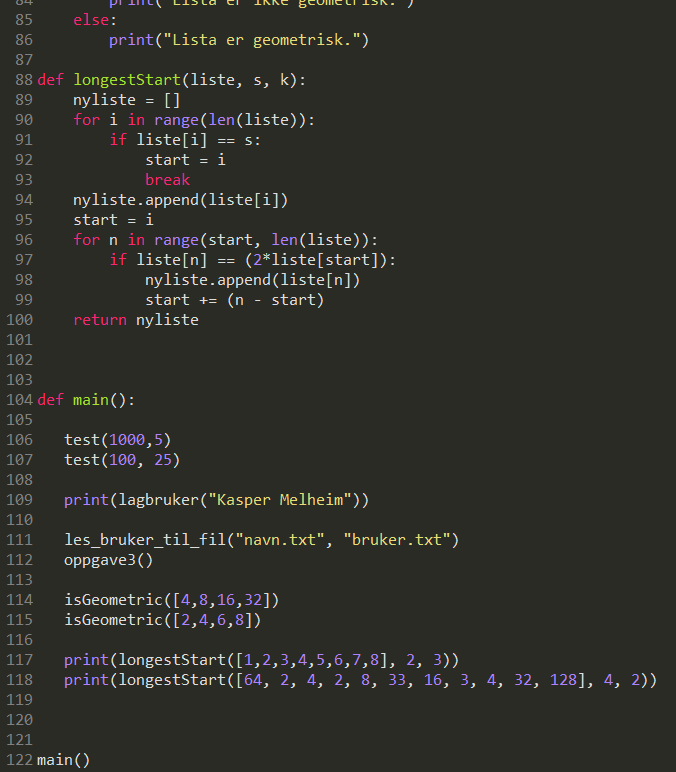 84         print("Lista er ikke geometrisk.")
85     else:
86         print("Lista er geometrisk.")
87
88 def longestStart(liste, s, k):
89     nyliste = []
90     for i in range(len(liste)):
91         if liste[i] == s:
92             start = i
93             break
94     nyliste.append(liste[i])
95     start = i
96     for n in range(start, len(liste)):
97         if liste[n] == (2*liste[start]):
98             nyliste.append(liste[n])
99             start += (n - start)
100     return nyliste
101
102
103
104 def main():
105
106    test(1000,5)
107    test(100, 25)
108
109    print(lagbruker("Kasper Melheim"))
110
111    les_bruker_til_fil("navn.txt", "bruker.txt")
112    oppgave3()
113
114    isGeometric([4,8,16,32])
115    isGeometric([2,4,6,8])
116
117    print(longestStart([1,2,3,4,5,6,7,8], 2, 3))
118    print(longestStart([64, 2, 4, 2, 8, 33, 16, 3, 4, 32, 128], 4, 2))
119
120
121
122 main()